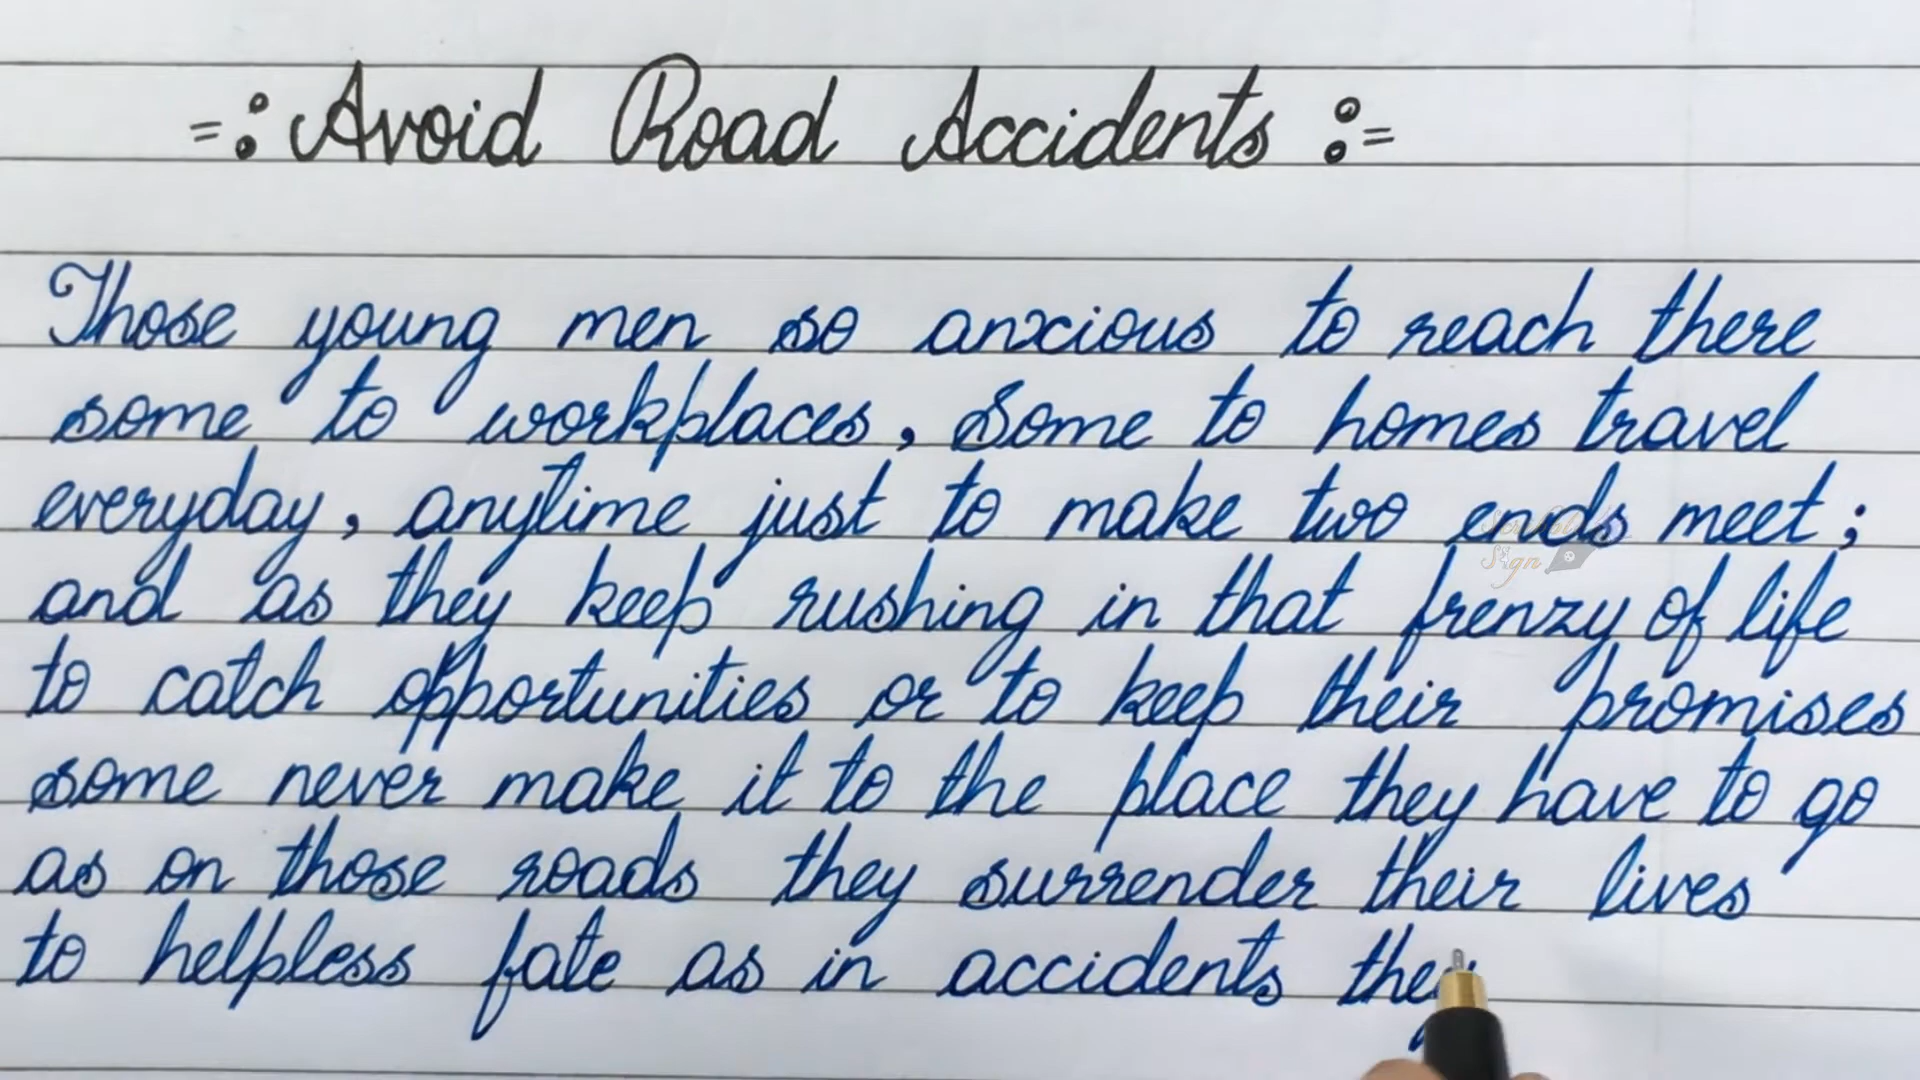 =: Avoid Road Accidents :=
Those young men so anxious to reach there
some to workplaces, Some to homes travel
everyday, anytime just to make two ends meet;
and as they keep rushing in that frenzy of life
to catch opportunities or to keep their promises
some never make it to the place they have to go
as on those roads they surrender their lives
to helpless fate as in accidents they